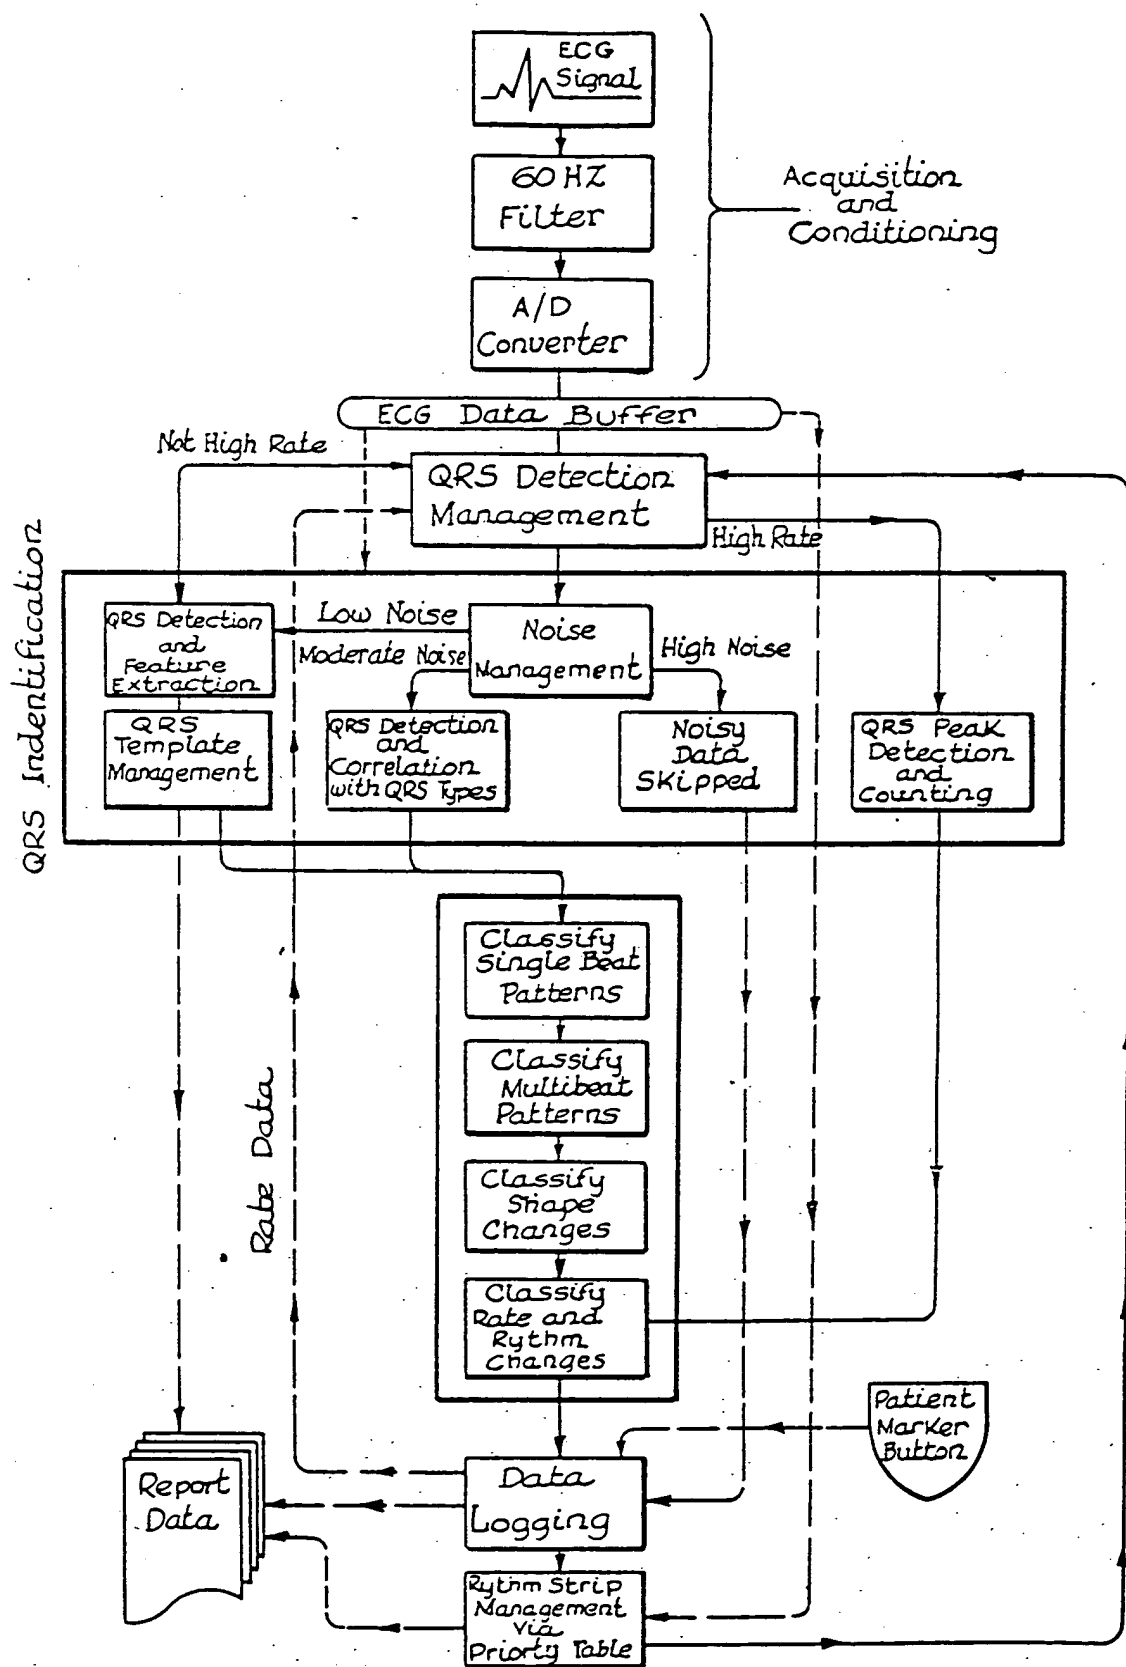 ECG
Signal
60 HZ
Filter
Acquisition
and
Conditioning
A/D
Converter
ECG Data Buffer
Not High Rate
QRS Detection
Management
High Rate
QRS Indentification
QRS Detection
and
Feature
Extraction
Low Noise
Moderate Noise
Noise
Management
High Noise
QRS
Template
Management
QRS Detection
and
Correlation
with QRS Types
Noisy
Data
Skipped
QRS Peak
Detection
and
Counting
Classify
Single Beat
Patterns
Classify
Multibeat
Patterns
Rate Data
Classify
Shape
Changes
Classify
Rate and
Rythm
Changes
Patient
Marker
Button
Report
Data
Data
Logging
Rythm Strip
Management
Via
Priorty Table